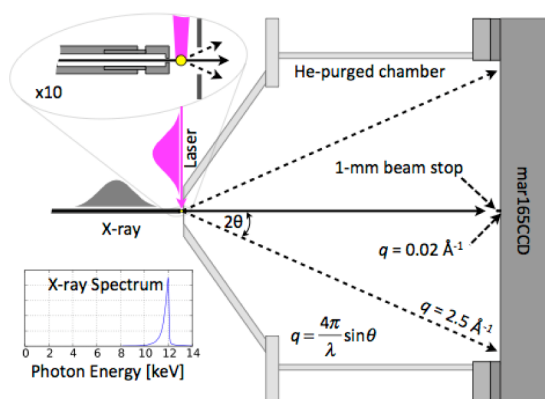 x10
Laser
He-purged chamber
1-mm beam stop
mar165CCD
X-ray
2θ
q = 0.02 Å⁻¹
q = 2.5 Å⁻¹
q = 4π/λ sinθ
X-ray Spectrum
0 2 4 6 8 10 12 14
Photon Energy [keV]